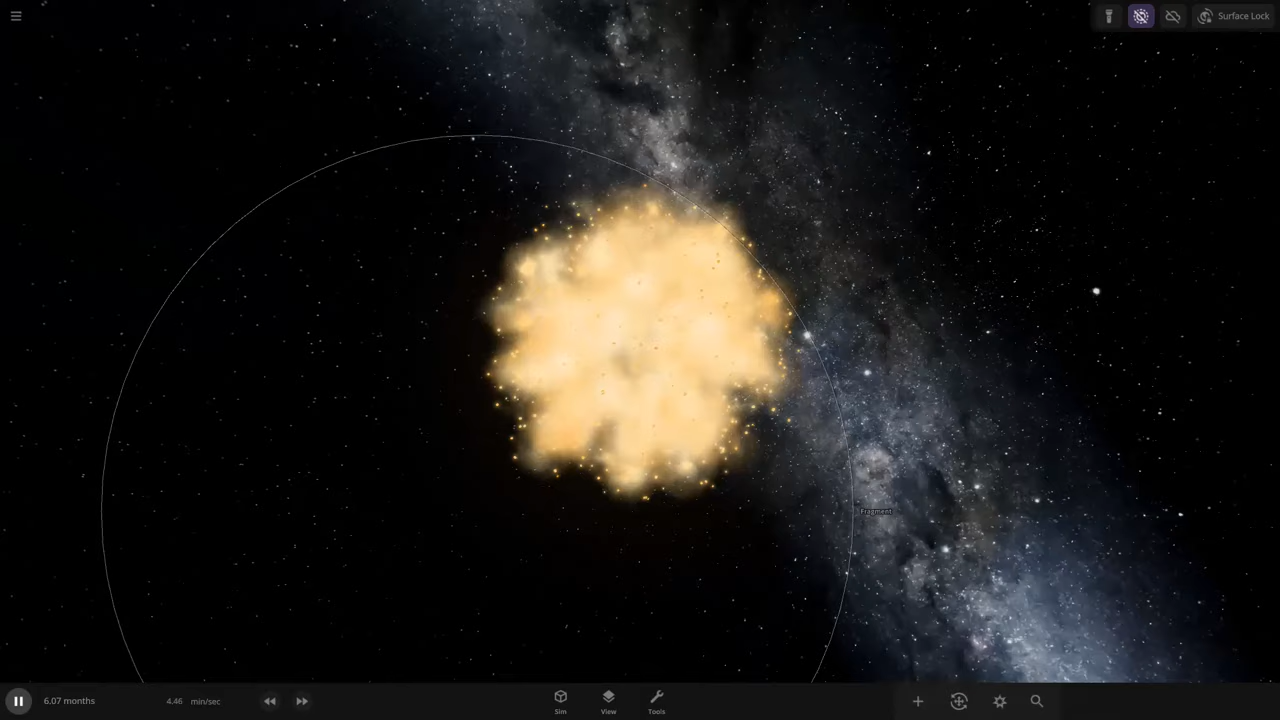 Surface Lock
Fragment
6.07 months
4.46 min/sec
Sim
View
Tools